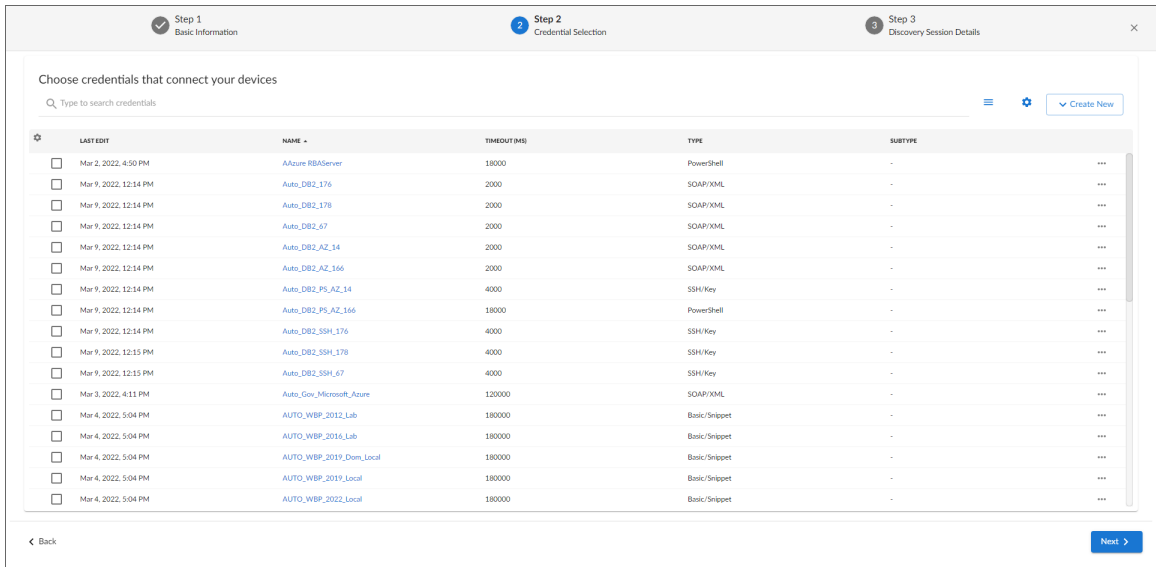 Step 1
Basic Information
2
Step 2
Credential Selection
3
Step 3
Discovery Session Details
Choose credentials that connect your devices
Type to search credentials
Create New
LAST EDIT NAME TIMEOUT (MS) TYPE SUBTYPE
Mar 2, 2022, 4:50 PM AAzure RBAServer 18000 PowerShell -
Mar 9, 2022, 12:14 PM Auto_DB2_176 2000 SOAP/XML -
Mar 9, 2022, 12:14 PM Auto_DB2_178 2000 SOAP/XML -
Mar 9, 2022, 12:14 PM Auto_DB2_67 2000 SOAP/XML -
Mar 9, 2022, 12:14 PM Auto_DB2_AZ_14 2000 SOAP/XML -
Mar 9, 2022, 12:14 PM Auto_DB2_AZ_166 2000 SOAP/XML -
Mar 9, 2022, 12:14 PM Auto_DB2_PS_AZ_14 4000 SSH/Key -
Mar 9, 2022, 12:14 PM Auto_DB2_PS_AZ_166 18000 PowerShell -
Mar 9, 2022, 12:14 PM Auto_DB2_SSH_176 4000 SSH/Key -
Mar 9, 2022, 12:15 PM Auto_DB2_SSH_178 4000 SSH/Key -
Mar 9, 2022, 12:15 PM Auto_DB2_SSH_67 4000 SSH/Key -
Mar 3, 2022, 4:11 PM Auto_Gov_Microsoft_Azure 120000 SOAP/XML -
Mar 4, 2022, 5:04 PM AUTO_WBP_2012_Lab 180000 Basic/Snippet -
Mar 4, 2022, 5:04 PM AUTO_WBP_2016_Lab 180000 Basic/Snippet -
Mar 4, 2022, 5:04 PM AUTO_WBP_2019_Dom_Local 180000 Basic/Snippet -
Mar 4, 2022, 5:04 PM AUTO_WBP_2019_Local 180000 Basic/Snippet -
Mar 4, 2022, 5:04 PM AUTO_WBP_2022_Local 180000 Basic/Snippet -
Back
Next